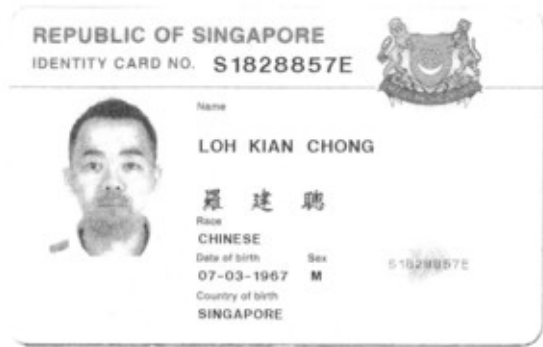 REPUBLIC OF SINGAPORE
IDENTITY CARD NO. S1828857E
Name
LOH KIAN CHONG
羅 建 聰
Race
CHINESE
Date of birth Sex
07-03-1967 M
S1828857E
Country of birth
SINGAPORE